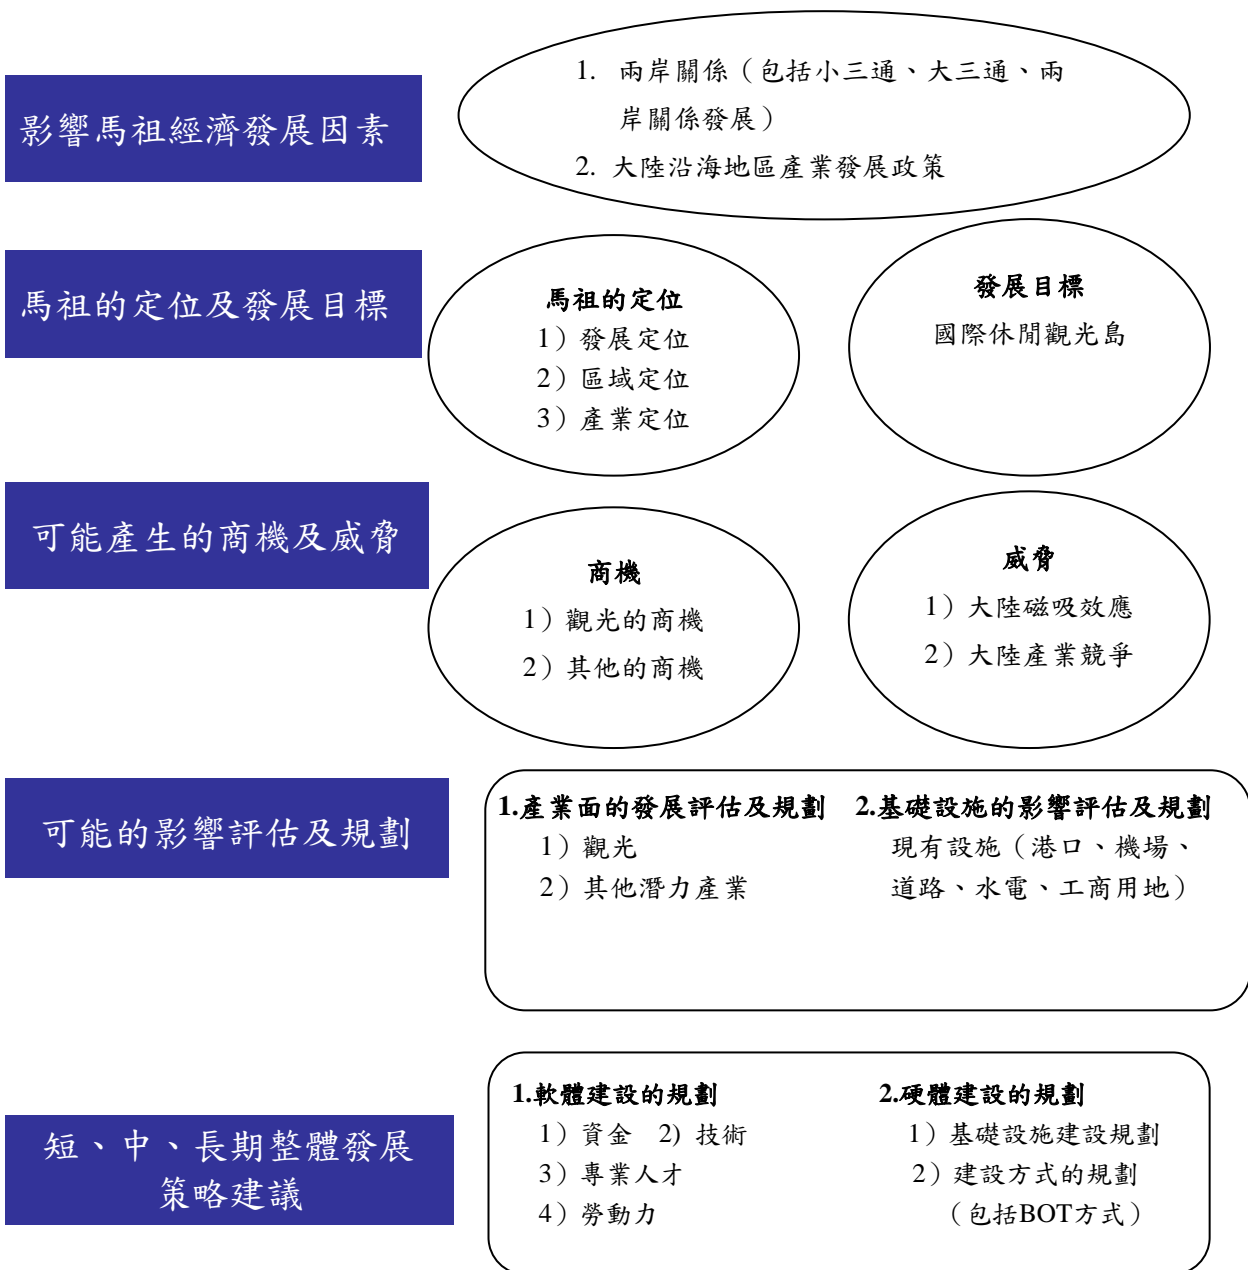 影響馬祖經濟發展因素
1. 兩岸關係（包括小三通、大三通、兩
岸關係發展）
2. 大陸沿海地區產業發展政策
馬祖的定位及發展目標
馬祖的定位
1）發展定位
2）區域定位
3）產業定位
發展目標
國際休閒觀光島
可能產生的商機及威脅
商機
1）觀光的商機
2）其他的商機
威脅
1）大陸磁吸效應
2）大陸產業競爭
可能的影響評估及規劃
1.產業面的發展評估及規劃
1）觀光
2）其他潛力產業
2.基礎設施的影響評估及規劃
現有設施（港口、機場、
道路、水電、工商用地）
短、中、長期整體發展
策略建議
1.軟體建設的規劃
1）資金 2) 技術
3）專業人才
4）勞動力
2.硬體建設的規劃
1）基礎設施建設規劃
2）建設方式的規劃
（包括BOT方式）